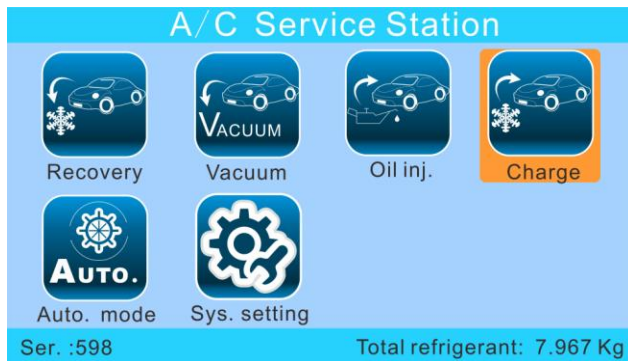 A/C Service Station
VACUUM
Recovery Vacuum Oil inj. Charge
AUTO.
Auto. mode Sys. setting
Ser. :598 Total refrigerant: 7.967 Kg